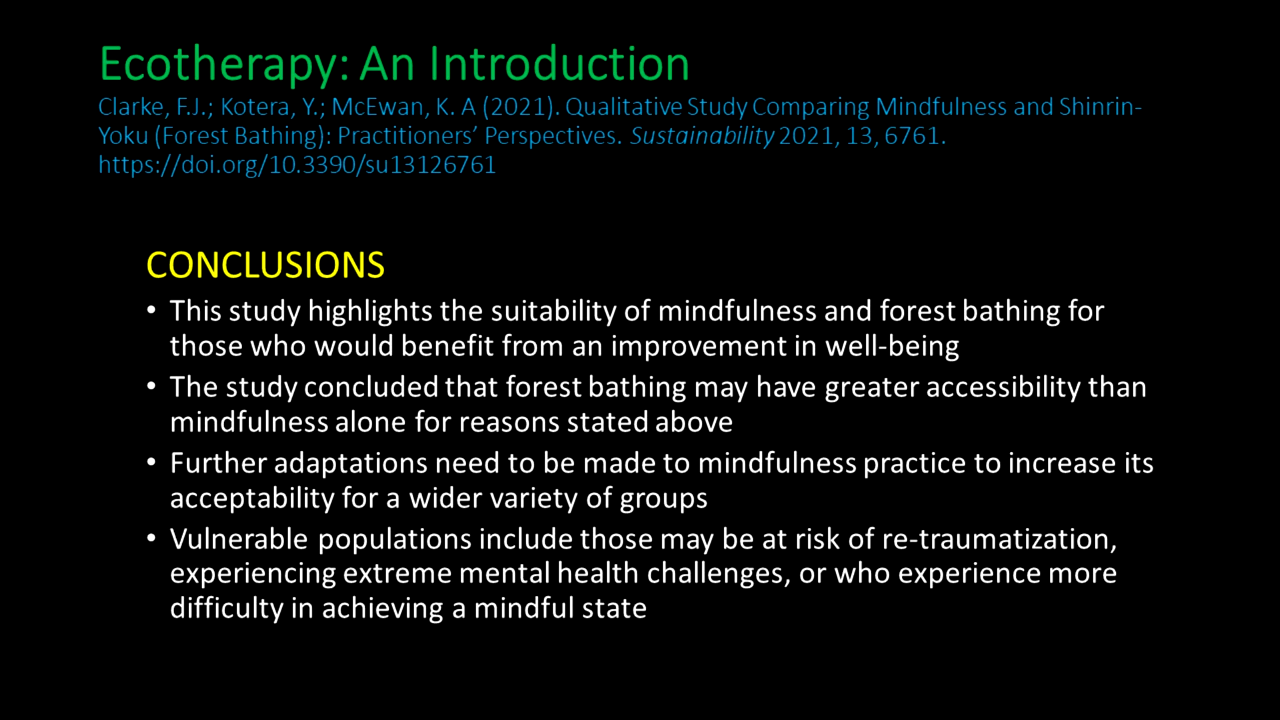 Ecotherapy: An Introduction
Clarke, F.J.; Kotera, Y.; McEwan, K. A (2021). Qualitative Study Comparing Mindfulness and Shinrin-
Yoku (Forest Bathing): Practitioners’ Perspectives. Sustainability 2021, 13, 6761.
https://doi.org/10.3390/su13126761
CONCLUSIONS
• This study highlights the suitability of mindfulness and forest bathing for
those who would benefit from an improvement in well-being
• The study concluded that forest bathing may have greater accessibility than
mindfulness alone for reasons stated above
• Further adaptations need to be made to mindfulness practice to increase its
acceptability for a wider variety of groups
• Vulnerable populations include those may be at risk of re-traumatization,
experiencing extreme mental health challenges, or who experience more
difficulty in achieving a mindful state